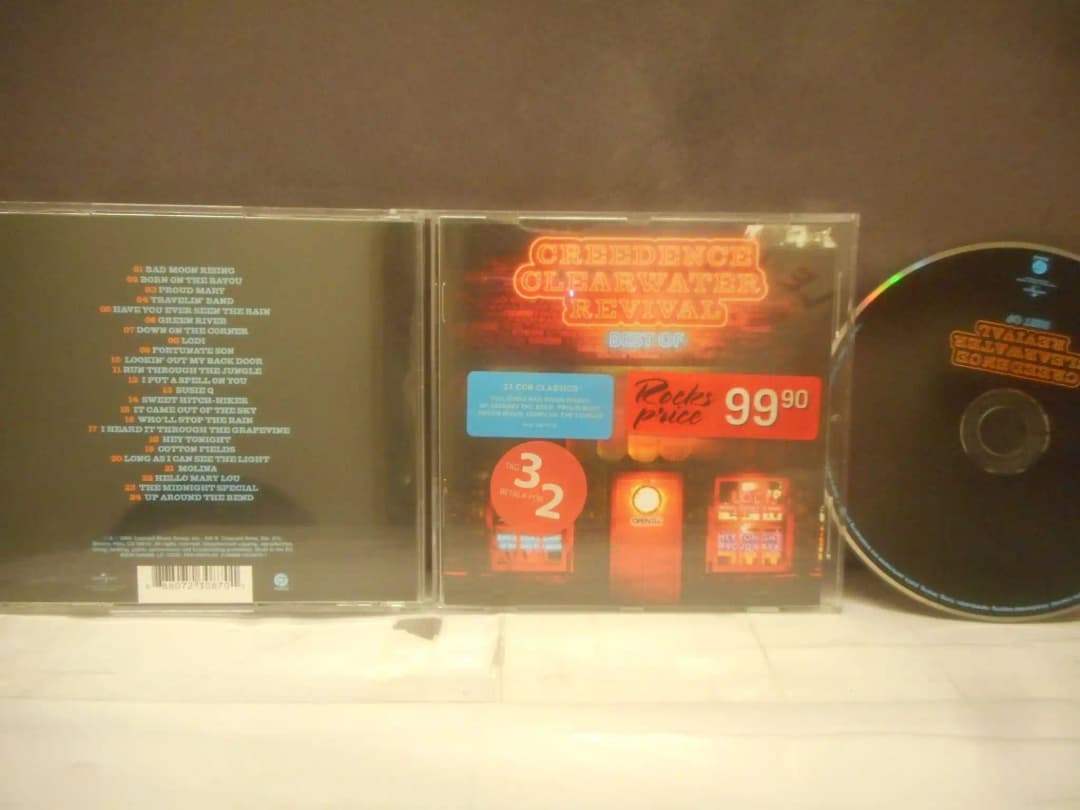 01 BAD MOON RISING
02 BORN ON THE BAYOU
03 PROUD MARY
04 TRAVELIN' BAND
05 HAVE YOU EVER SEEN THE RAIN
06 GREEN RIVER
07 DOWN ON THE CORNER
08 LODI
09 FORTUNATE SON
10 LOOKIN' OUT MY BACK DOOR
11 RUN THROUGH THE JUNGLE
12 I PUT A SPELL ON YOU
13 SUSIE Q
14 SWEET HITCH-HIKER
15 IT CAME OUT OF THE SKY
16 WHO'LL STOP THE RAIN
17 I HEARD IT THROUGH THE GRAPEVINE
18 HEY TONIGHT
19 COTTON FIELDS
20 LONG AS I CAN SEE THE LIGHT
21 MOLINA
22 HELLO MARY LOU
23 THE MIDNIGHT SPECIAL
24 UP AROUND THE BEND
CREEDENCE
CLEARWATER
REVIVAL
BEST OF
CCR CLASSICS
Rocks
price
99 90
TAG
3
BETALA FÖR
2
OPEN
LODI
HEY TONIGHT
BEST OF
CREEDENCE
CLEARWATER
REVIVAL